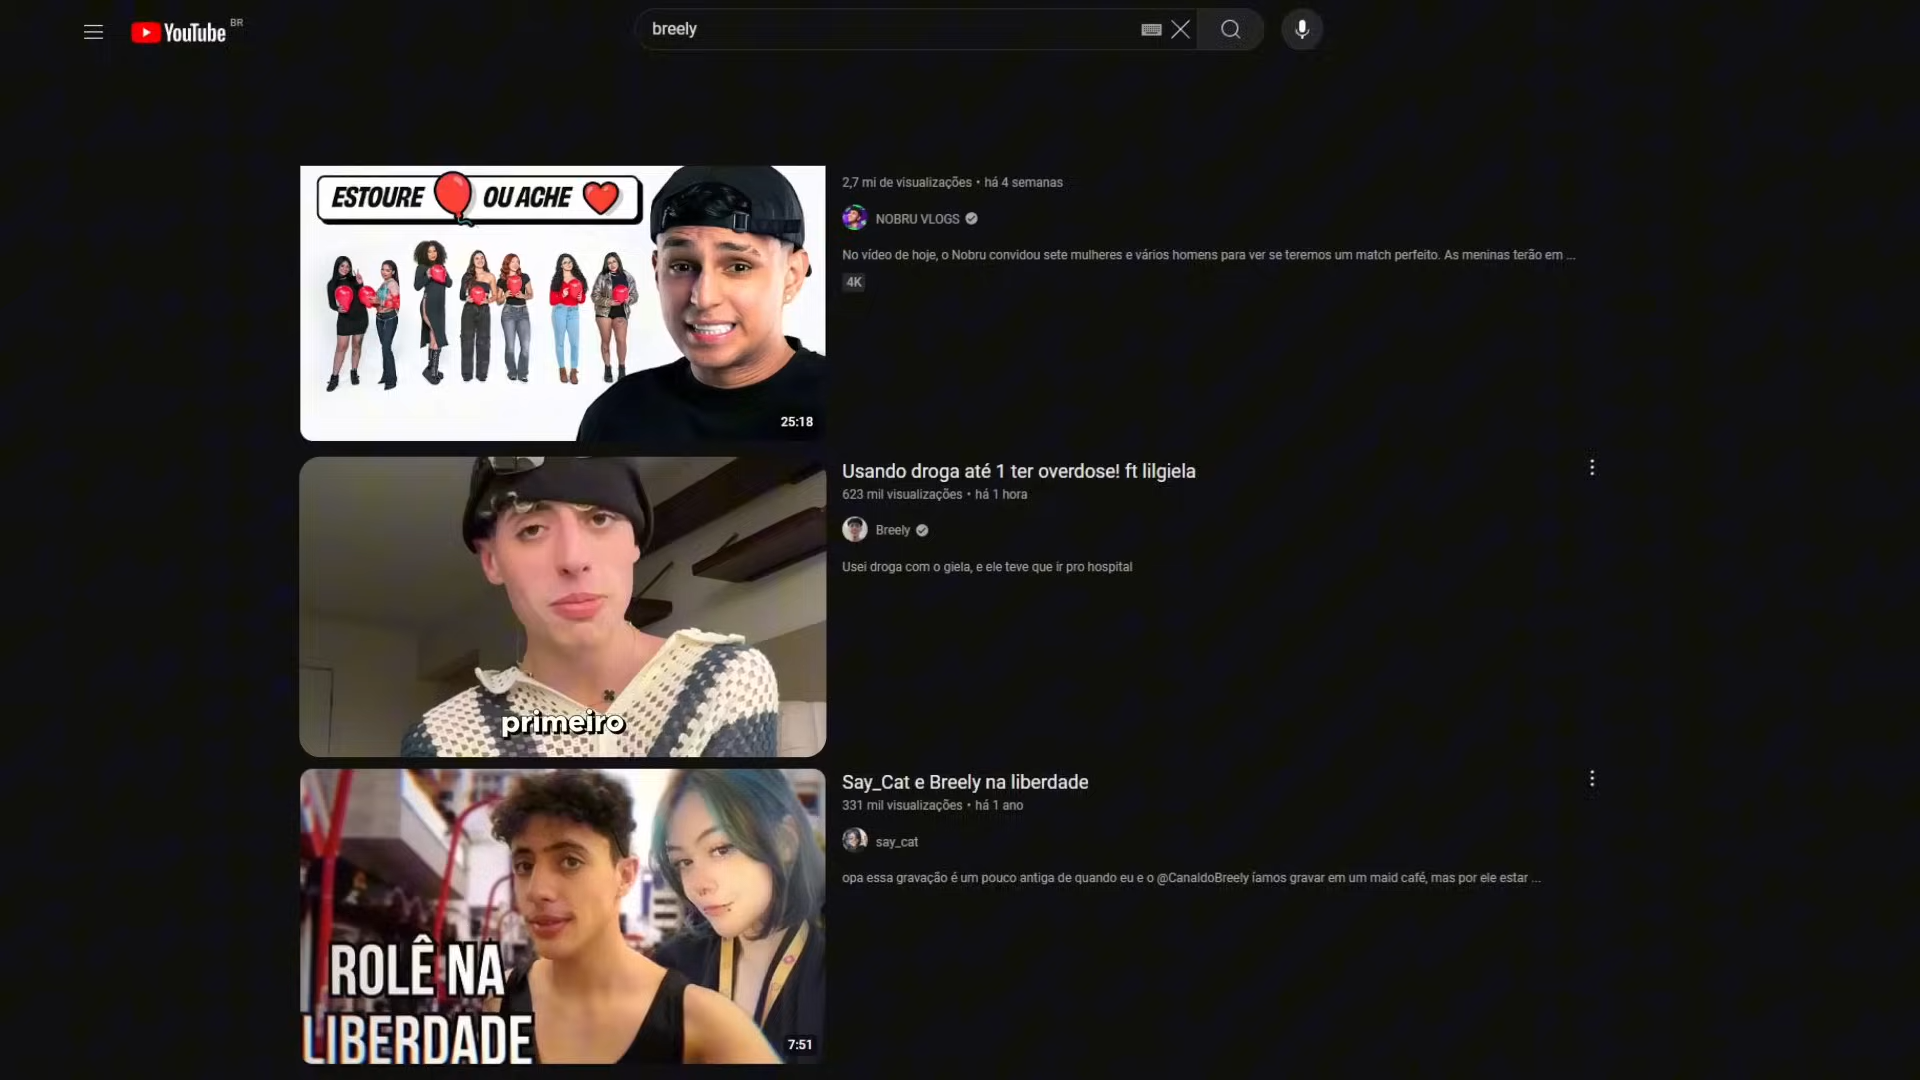 YouTube BR
breely
ESTOURE OU ACHE
25:18
2,7 mi de visualizações • há 4 semanas
NOBRU VLOGS
No vídeo de hoje, o Nobru convidou sete mulheres e vários homens para ver se teremos um match perfeito. As meninas terão em ...
4K
primeiro
Usando droga até 1 ter overdose! ft lilgiela
623 mil visualizações • há 1 hora
Breely
Usei droga com o giela, e ele teve que ir pro hospital
ROLÊ NA
LIBERDADE
7:51
Say_Cat e Breely na liberdade
331 mil visualizações • há 1 ano
say_cat
opa essa gravação é um pouco antiga de quando eu e o @CanaldoBreely íamos gravar em um maid café, mas por ele estar ...